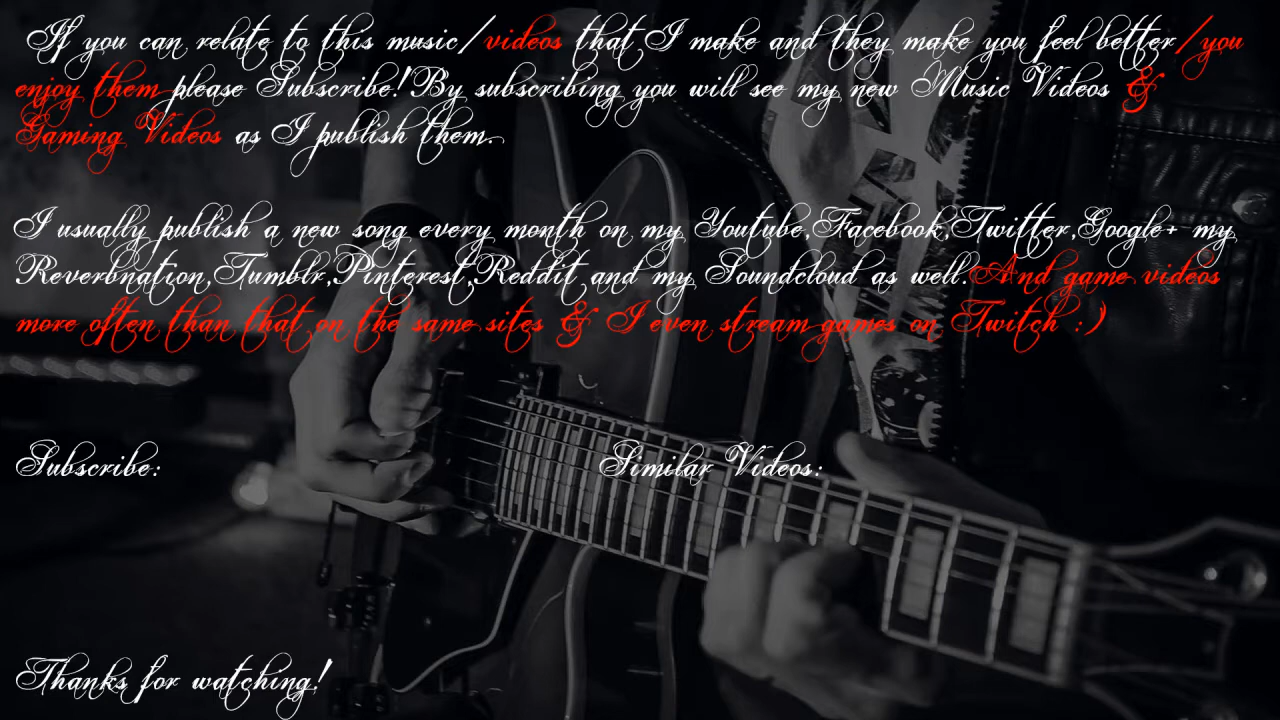 If you can relate to this music/videos that I make and they make you feel better/you
enjoy them please Subscribe! By subscribing you will see my new Music Videos &
Gaming Videos as I publish them.
I usually publish a new song every month on my Youtube,Facebook,Twitter,Google+ my
Reverbnation,Tumblr,Pinterest,Reddit and my Soundcloud as well.And game videos
more often than that on the same sites & I even stream games on Twitch :)
Subscribe:
Similar Videos:
Thanks for watching!